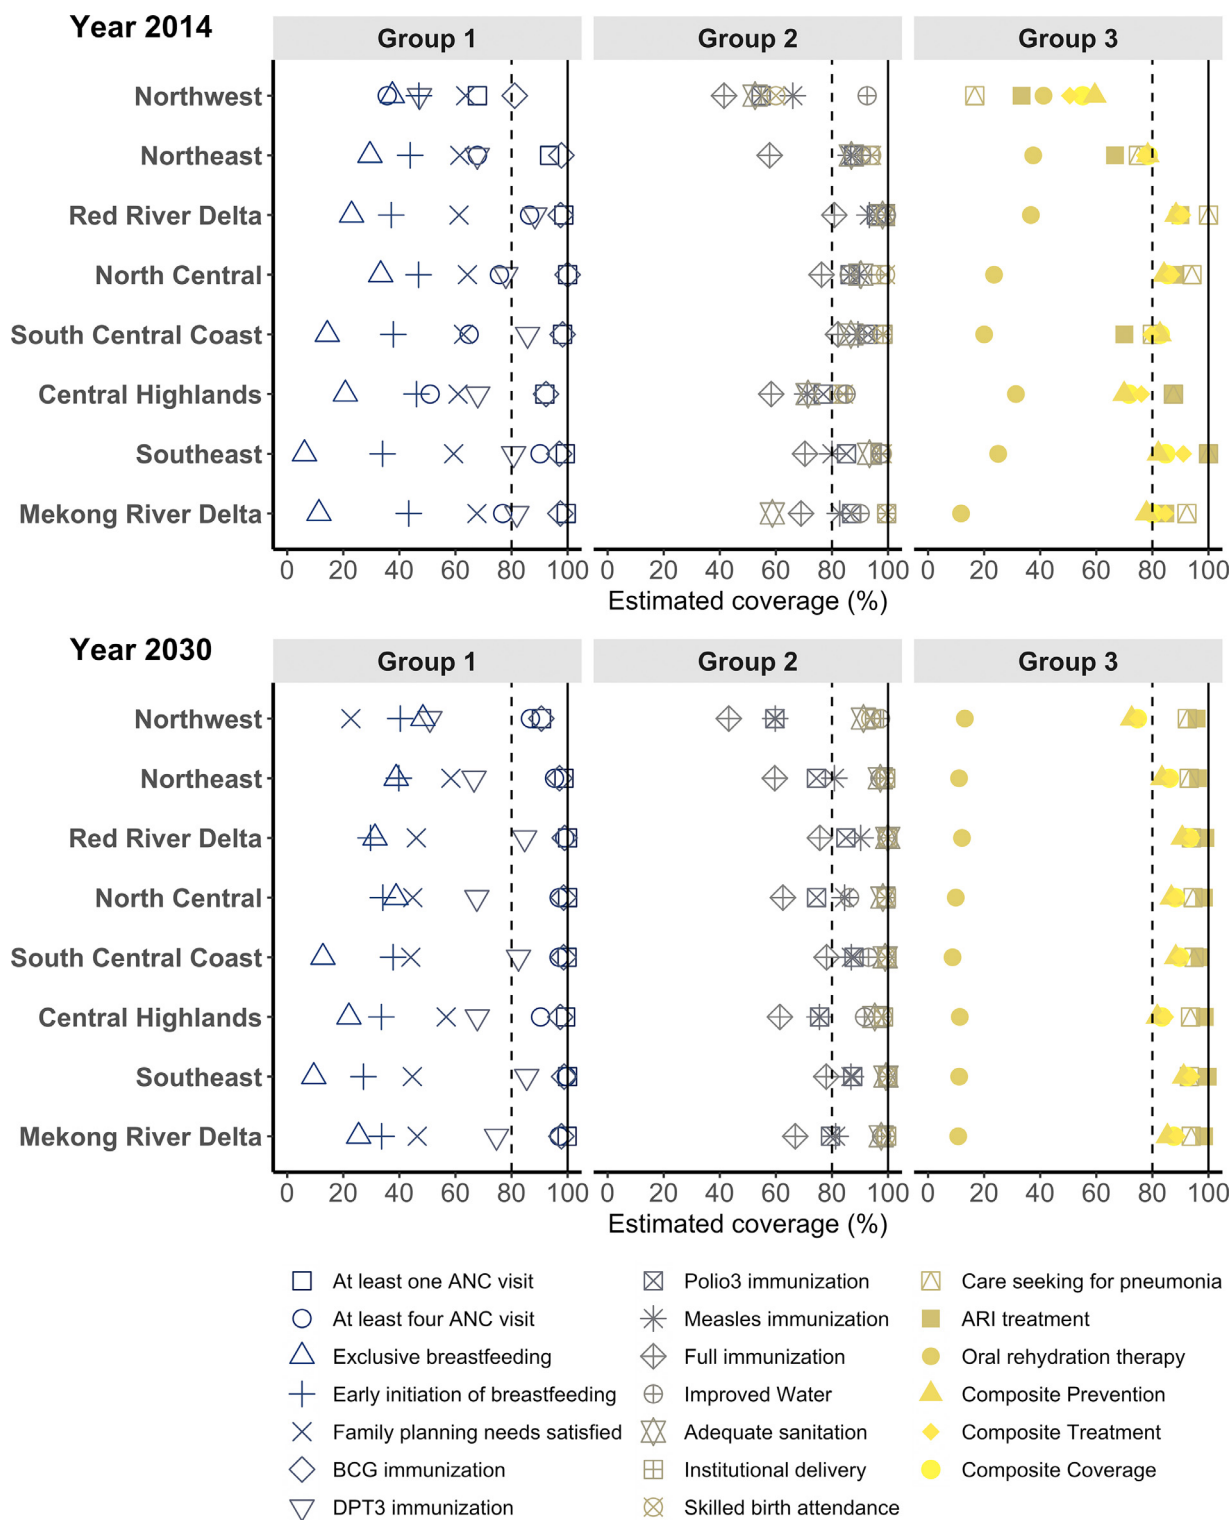 Year 2014
Group 1
Group 2
Group 3
Northwest
Northeast
Red River Delta
North Central
South Central Coast
Central Highlands
Southeast
Mekong River Delta
0 20 40 60 80 100 0 20 40 60 80 100 0 20 40 60 80 100
Estimated coverage (%)
Year 2030
Group 1
Group 2
Group 3
Northwest
Northeast
Red River Delta
North Central
South Central Coast
Central Highlands
Southeast
Mekong River Delta
0 20 40 60 80 100 0 20 40 60 80 100 0 20 40 60 80 100
Estimated coverage (%)
At least one ANC visit
At least four ANC visit
Exclusive breastfeeding
Early initiation of breastfeeding
Family planning needs satisfied
BCG immunization
DPT3 immunization
Polio3 immunization
Measles immunization
Full immunization
Improved Water
Adequate sanitation
Institutional delivery
Skilled birth attendance
Care seeking for pneumonia
ARI treatment
Oral rehydration therapy
Composite Prevention
Composite Treatment
Composite Coverage